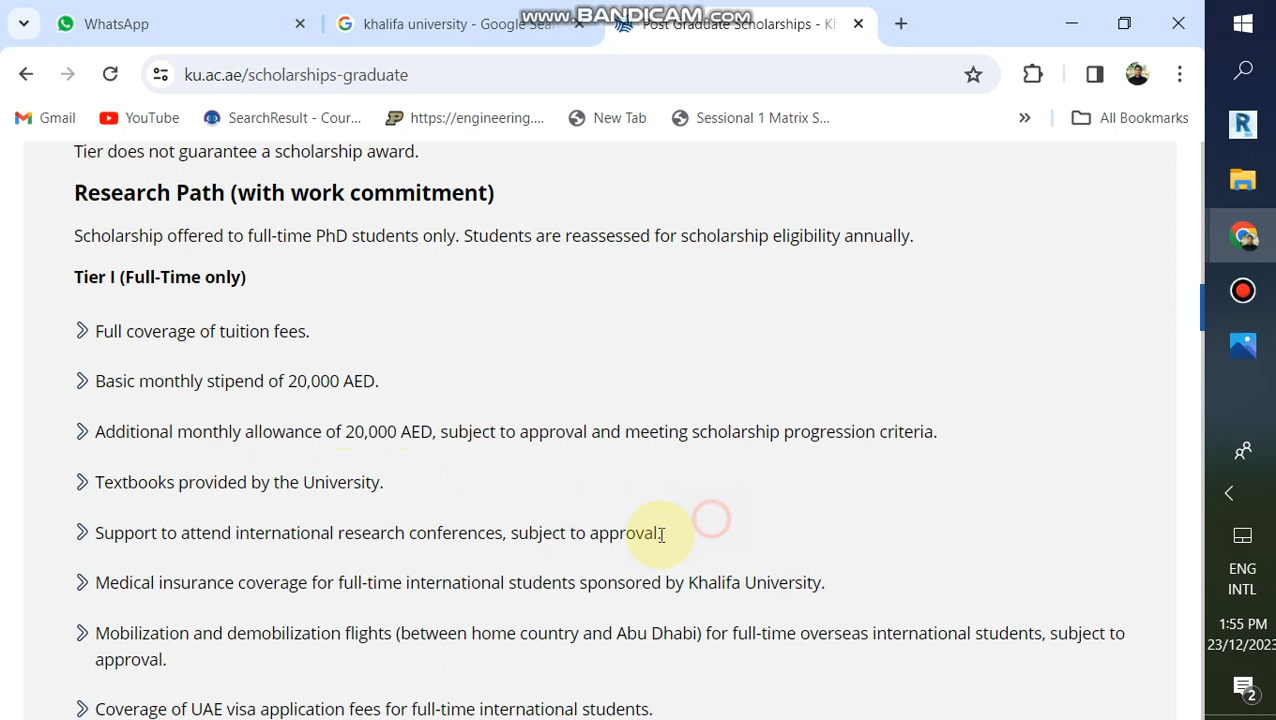 WhatsApp
khalifa university - Google Sea
www.BANDICAM.com
Post Graduate Scholarships - Kh
ku.ac.ae/scholarships-graduate
Gmail
YouTube
SearchResult - Cour...
https://engineering....
New Tab
Sessional 1 Matrix S...
All Bookmarks
Tier does not guarantee a scholarship award.
Research Path (with work commitment)
Scholarship offered to full-time PhD students only. Students are reassessed for scholarship eligibility annually.
Tier I (Full-Time only)
Full coverage of tuition fees.
Basic monthly stipend of 20,000 AED.
Additional monthly allowance of 20,000 AED, subject to approval and meeting scholarship progression criteria.
Textbooks provided by the University.
Support to attend international research conferences, subject to approval.
Medical insurance coverage for full-time international students sponsored by Khalifa University.
Mobilization and demobilization flights (between home country and Abu Dhabi) for full-time overseas international students, subject to
approval.
Coverage of UAE visa application fees for full-time international students.
R
ENG
INTL
1:55 PM
23/12/2023
2